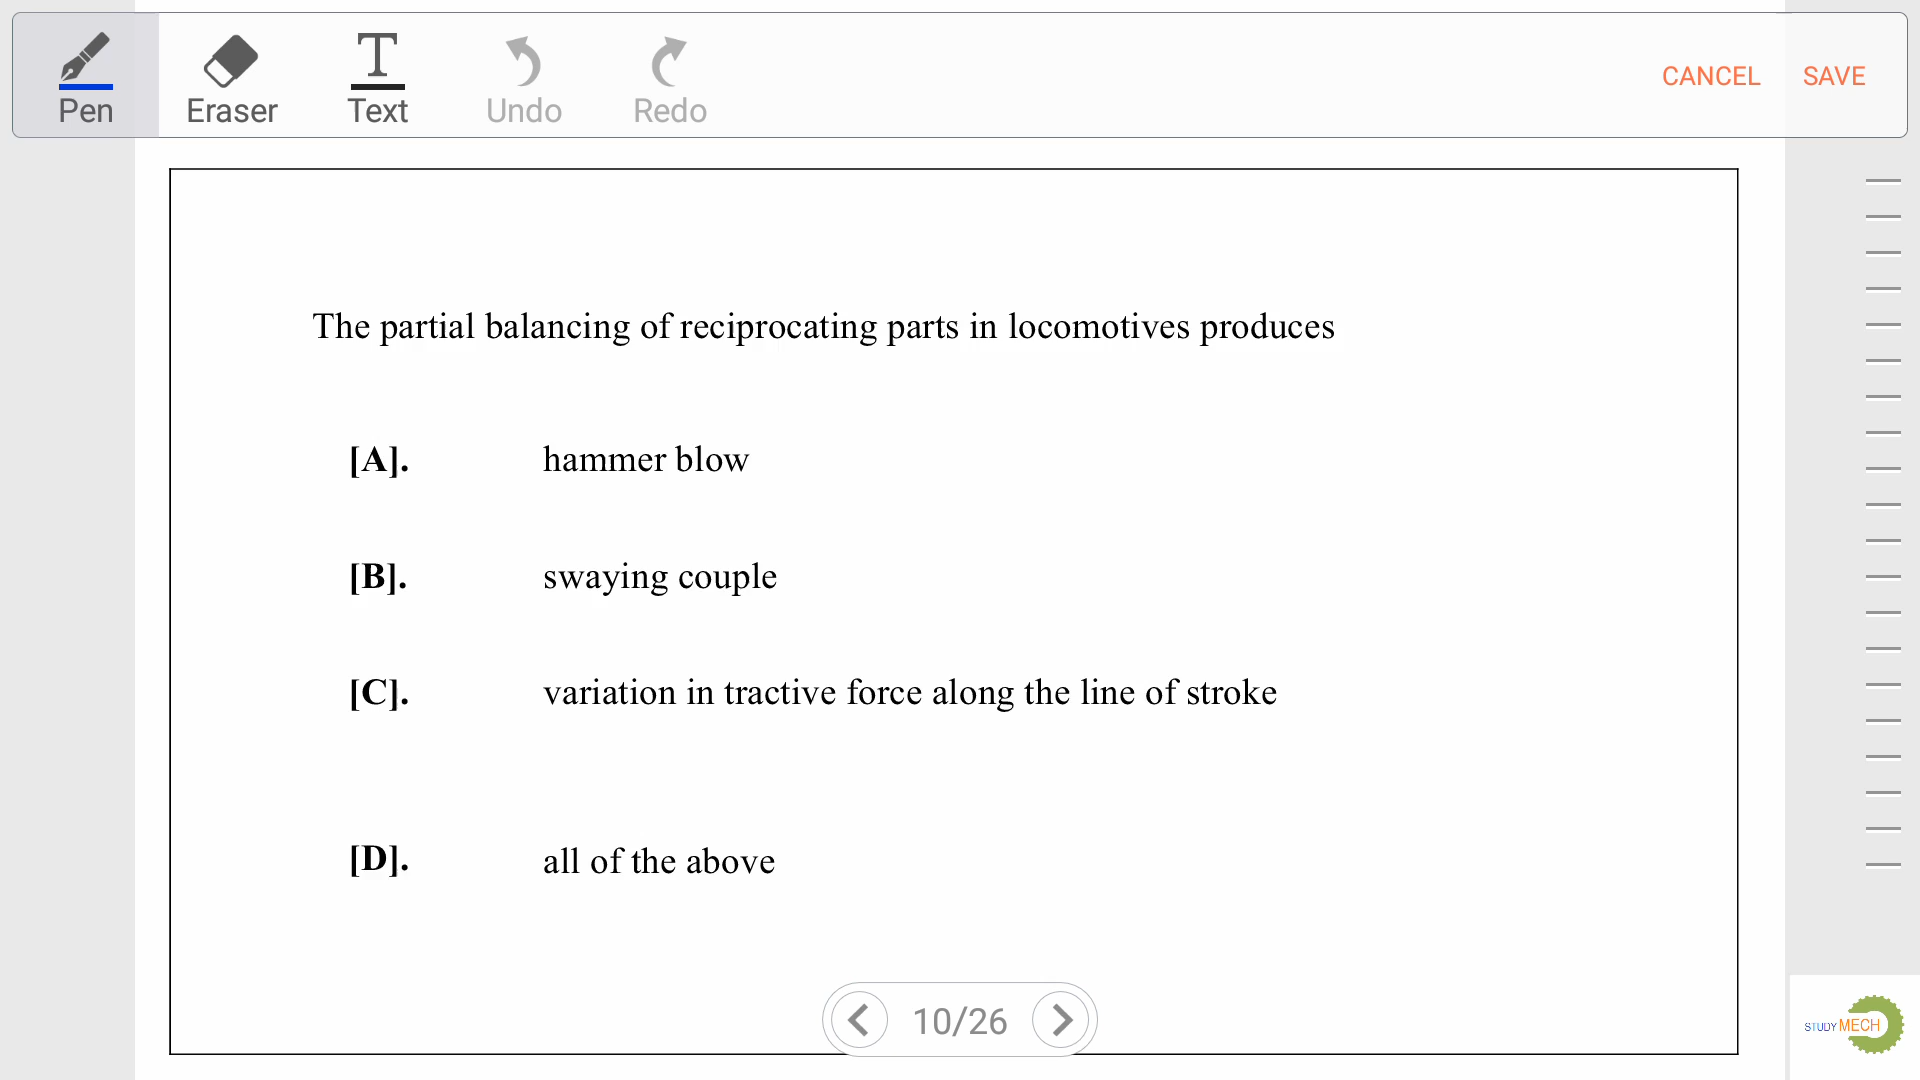 Pen Eraser Text Undo Redo CANCEL SAVE
The partial balancing of reciprocating parts in locomotives produces
[A]. hammer blow
[B]. swaying couple
[C]. variation in tractive force along the line of stroke
[D]. all of the above
10/26
STUDY MECH